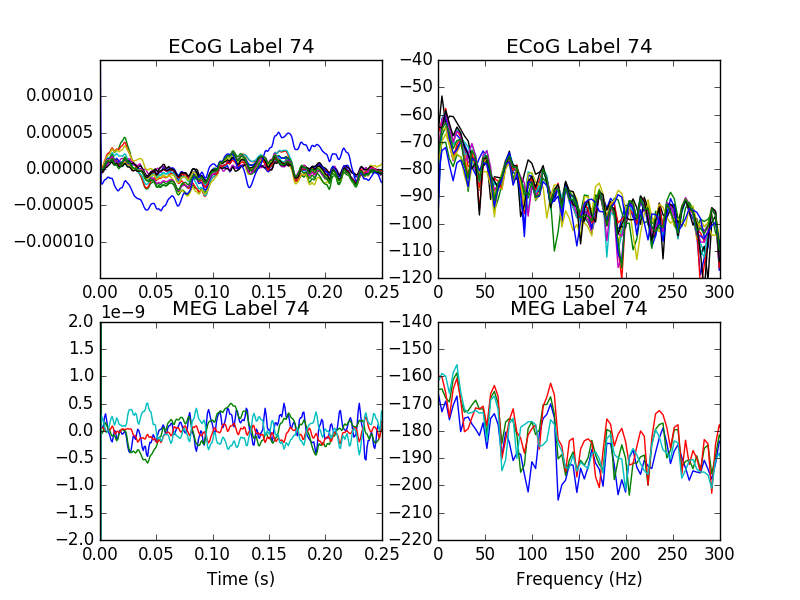 ECoG Label 74
ECoG Label 74
0.00010
0.00005
0.00000
−0.00005
−0.00010
0.00 0.05 0.10 0.15 0.20 0.25
−40
−50
−60
−70
−80
−90
−100
−110
−120
0 50 100 150 200 250 300
MEG Label 74
MEG Label 74
1e−9
2.0
1.5
1.0
0.5
0.0
−0.5
−1.0
−1.5
−2.0
0.00 0.05 0.10 0.15 0.20 0.25
Time (s)
−140
−150
−160
−170
−180
−190
−200
−210
−220
0 50 100 150 200 250 300
Frequency (Hz)